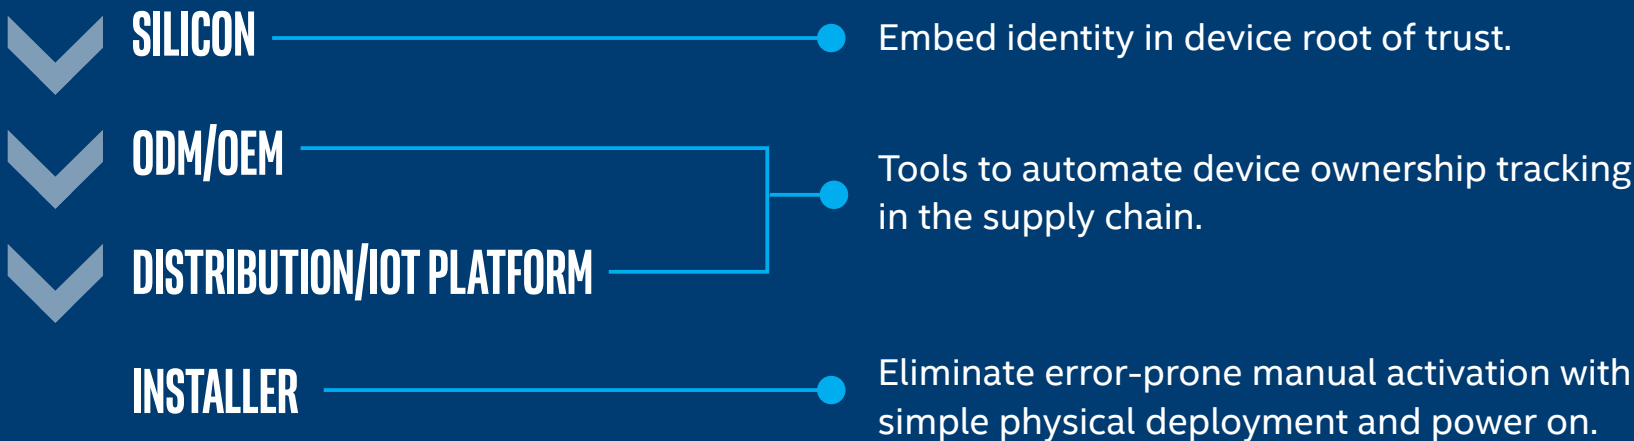 SILICON
Embed identity in device root of trust.
ODM/OEM
Tools to automate device ownership tracking
in the supply chain.
DISTRIBUTION/IOT PLATFORM
INSTALLER
Eliminate error-prone manual activation with
simple physical deployment and power on.